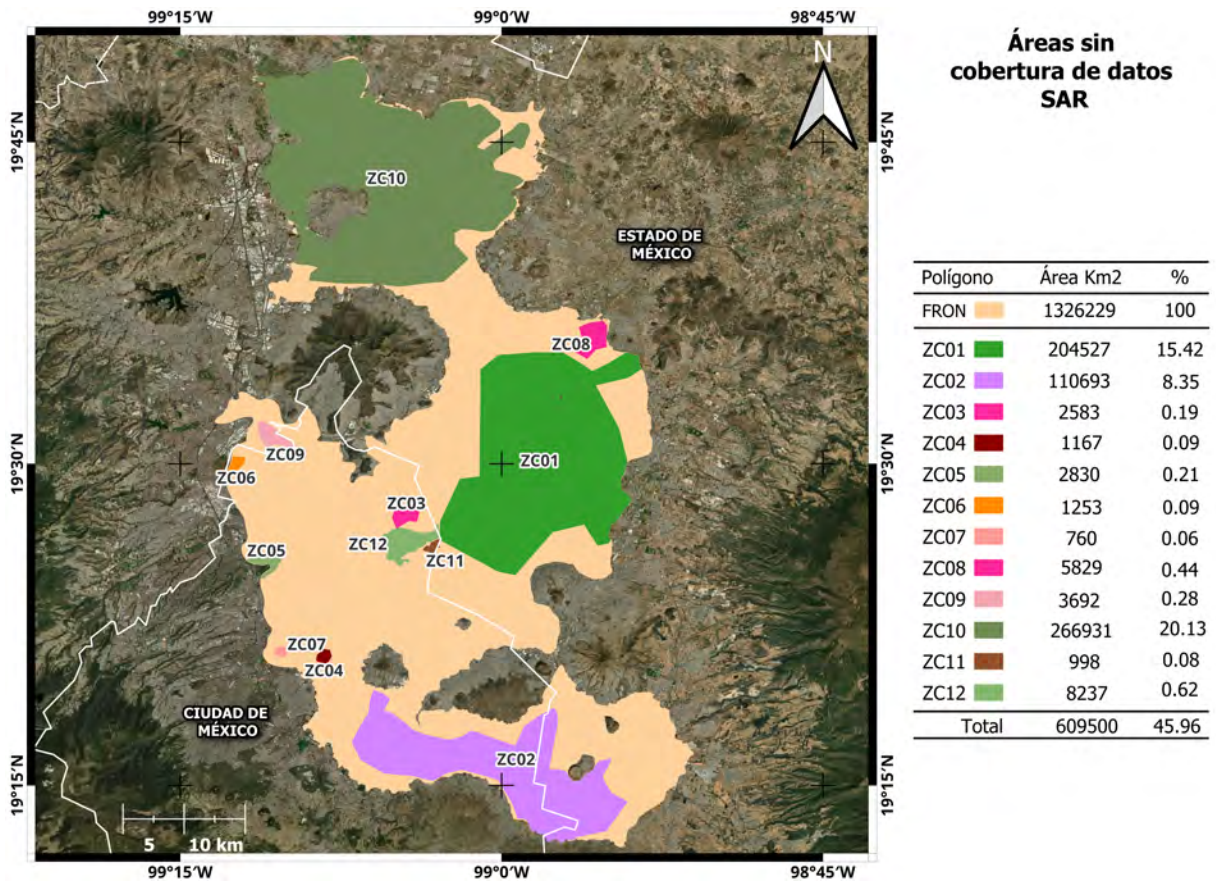 99°15′W 99°0′W 98°45′W
Áreas sin
cobertura de datos
SAR
N
19°45′N 19°45′N
ZC10
ESTADO DE
MÉXICO
Polígono Área Km2 %
FRON 1326229 100
ZC01 204527 15.42
ZC02 110693 8.35
ZC03 2583 0.19
ZC04 1167 0.09
ZC05 2830 0.21
ZC06 1253 0.09
ZC07 760 0.06
ZC08 5829 0.44
ZC09 3692 0.28
ZC10 266931 20.13
ZC11 998 0.08
ZC12 8237 0.62
Total 609500 45.96
ZC08
ZC09
19°30′N 19°30′N
ZC01
ZC06
ZC03
ZC12
ZC11
ZC05
ZC07
ZC04
CIUDAD DE
MÉXICO
ZC02
19°15′N 19°15′N
5 10 km
99°15′W 99°0′W 98°45′W